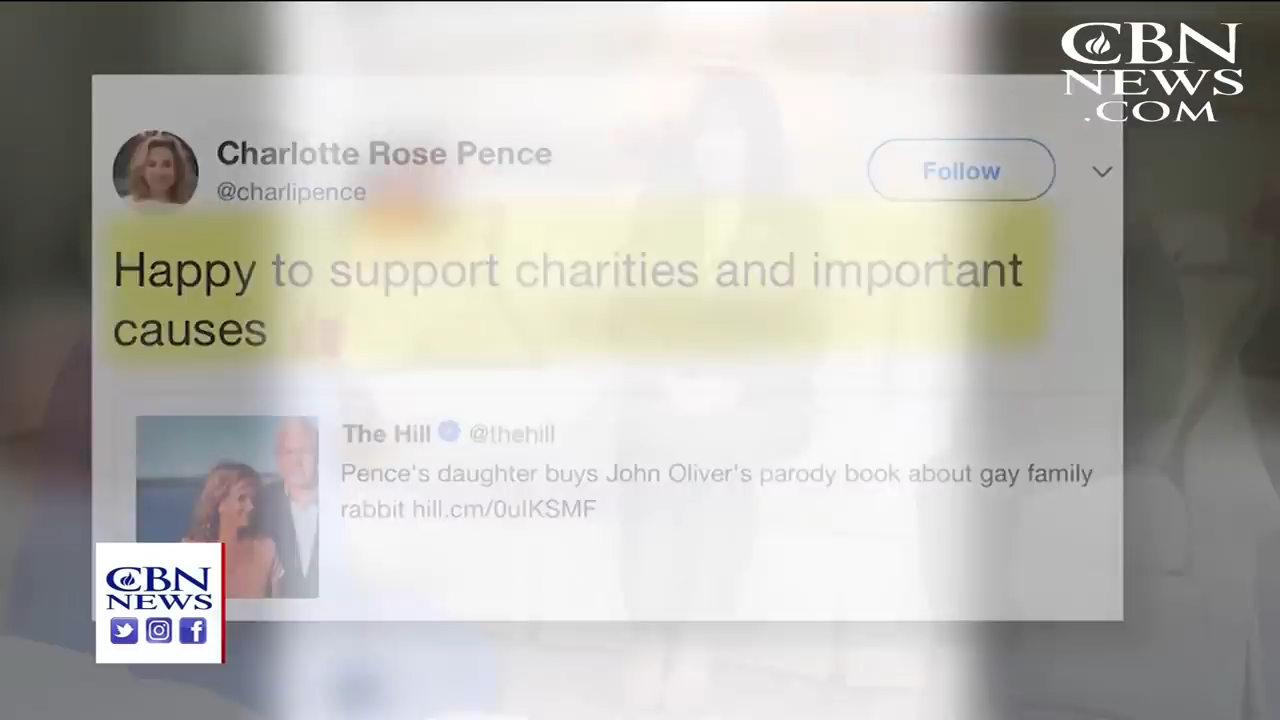 CBN
NEWS
.COM
Charlotte Rose Pence
@charlipence
Follow
Happy to support charities and important
causes
The Hill @thehill
Pence's daughter buys John Oliver's parody book about gay family
rabbit hill.cm/0uIKSMF
CBN
NEWS